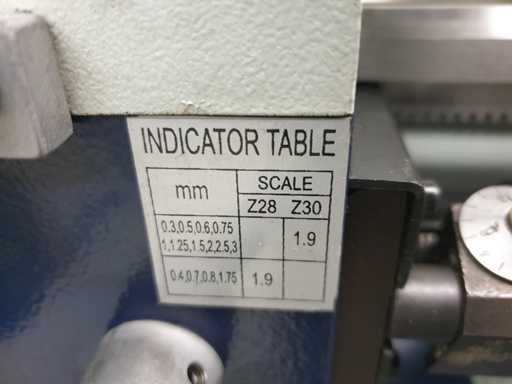 INDICATOR TABLE
mm SCALE
Z28 Z30
0.3,0.5,0.6,0.75
1,1.25,1.5,2,2.5,3 1.9
0.4,0.7,0.8,1.75 1.9